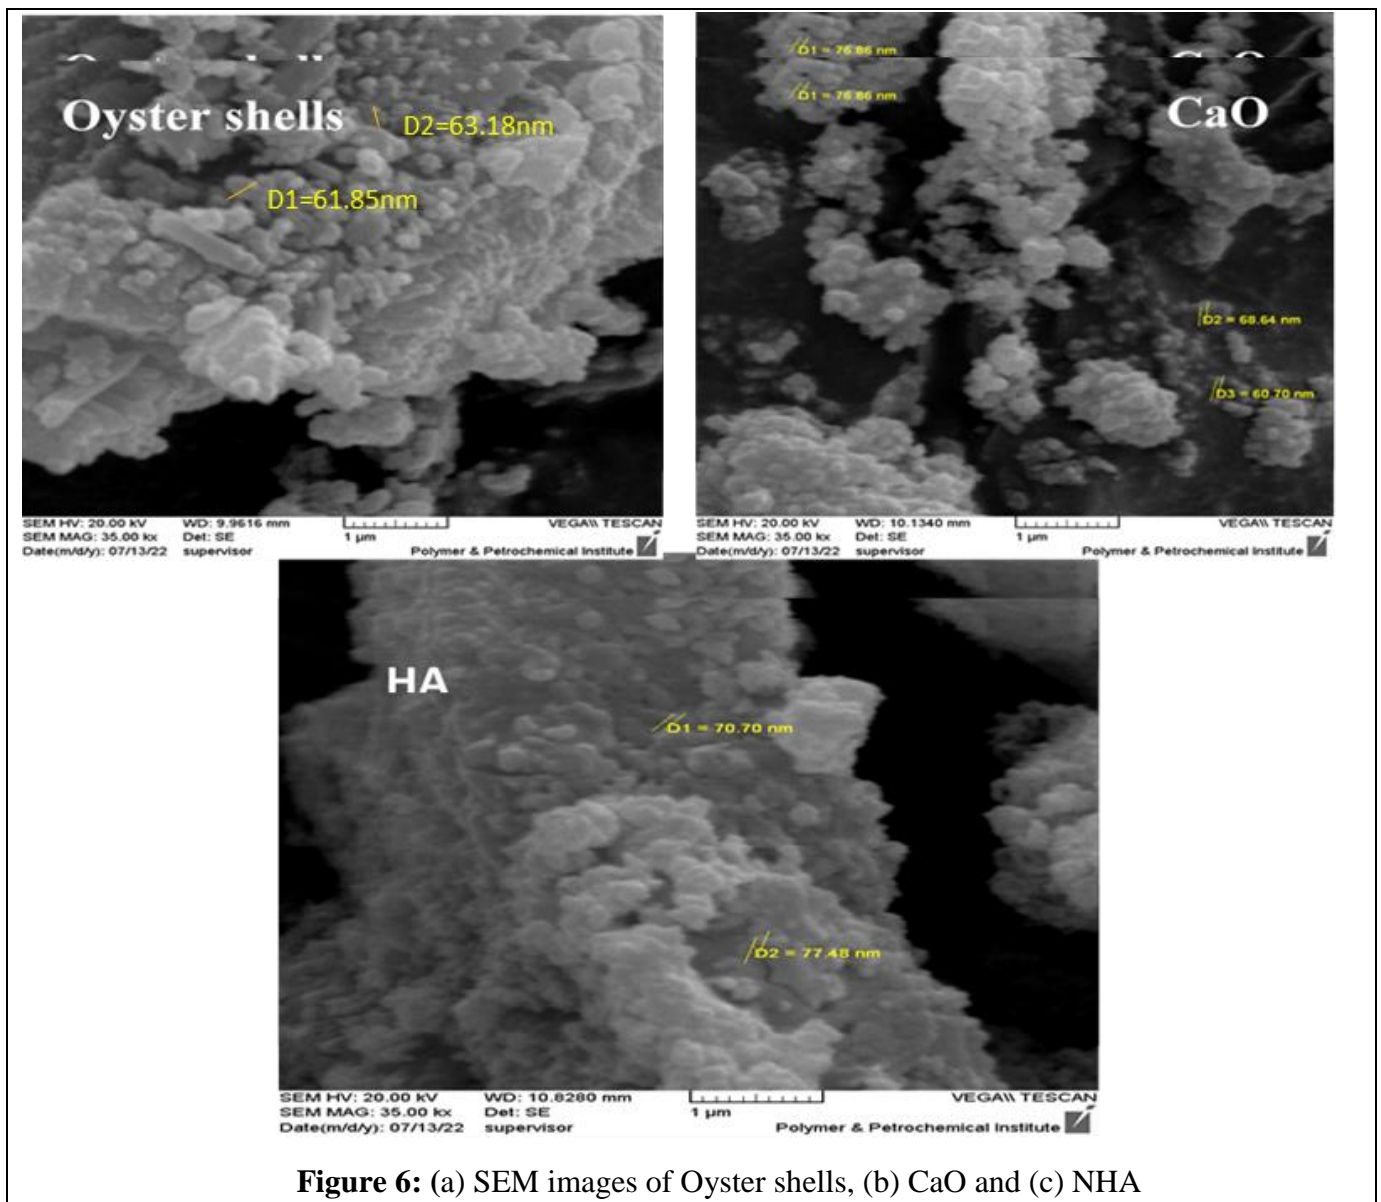 Oyster shells
D2=63.18nm
D1=61.85nm
SEM HV: 20.00 kV WD: 9.9616 mm VEGA\\ TESCAN
SEM MAG: 35.00 kx Det: SE 1 µm
Date(m/d/y): 07/13/22 supervisor Polymer & Petrochemical Institute
D1 = 76.86 nm
D1 = 76.86 nm
CaO
D2 = 68.64 nm
D3 = 60.70 nm
SEM HV: 20.00 kV WD: 10.1340 mm VEGA\\ TESCAN
SEM MAG: 35.00 kx Det: SE 1 µm
Date(m/d/y): 07/13/22 supervisor Polymer & Petrochemical Institute
HA
D1 = 70.70 nm
D2 = 77.48 nm
SEM HV: 20.00 kV WD: 10.8280 mm VEGA\\ TESCAN
SEM MAG: 35.00 kx Det: SE 1 µm
Date(m/d/y): 07/13/22 supervisor Polymer & Petrochemical Institute
Figure 6: (a) SEM images of Oyster shells, (b) CaO and (c) NHA